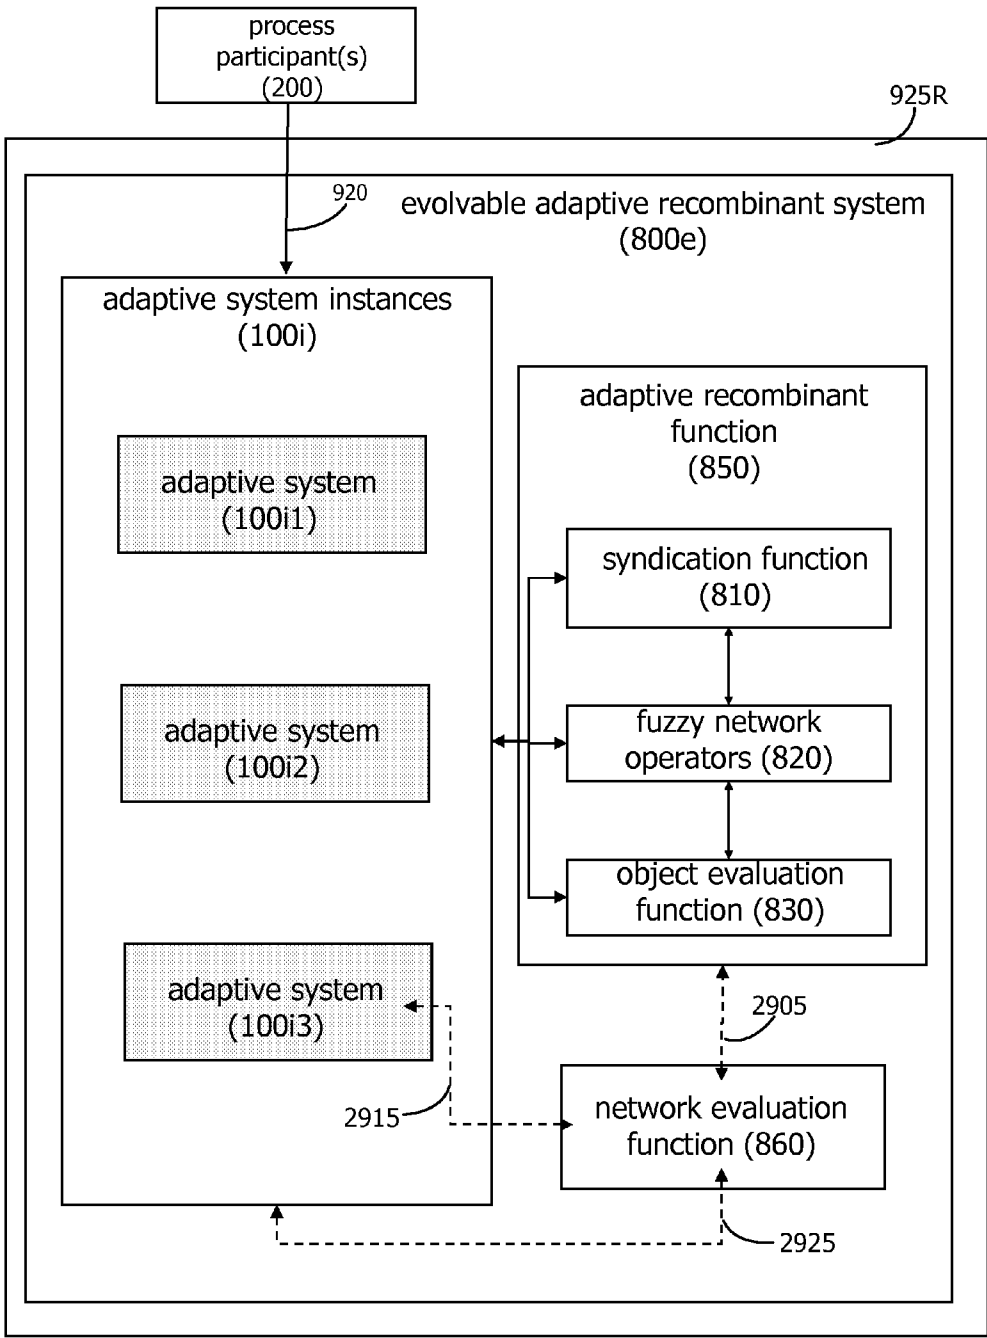 process
participant(s)
(200)
925R
920
evolvable adaptive recombinant system
(800e)
adaptive system instances
(100i)
adaptive recombinant
function
(850)
adaptive system
(100i1)
syndication function
(810)
adaptive system
(100i2)
fuzzy network
operators (820)
object evaluation
function (830)
adaptive system
(100i3)
2905
2915
network evaluation
function (860)
2925